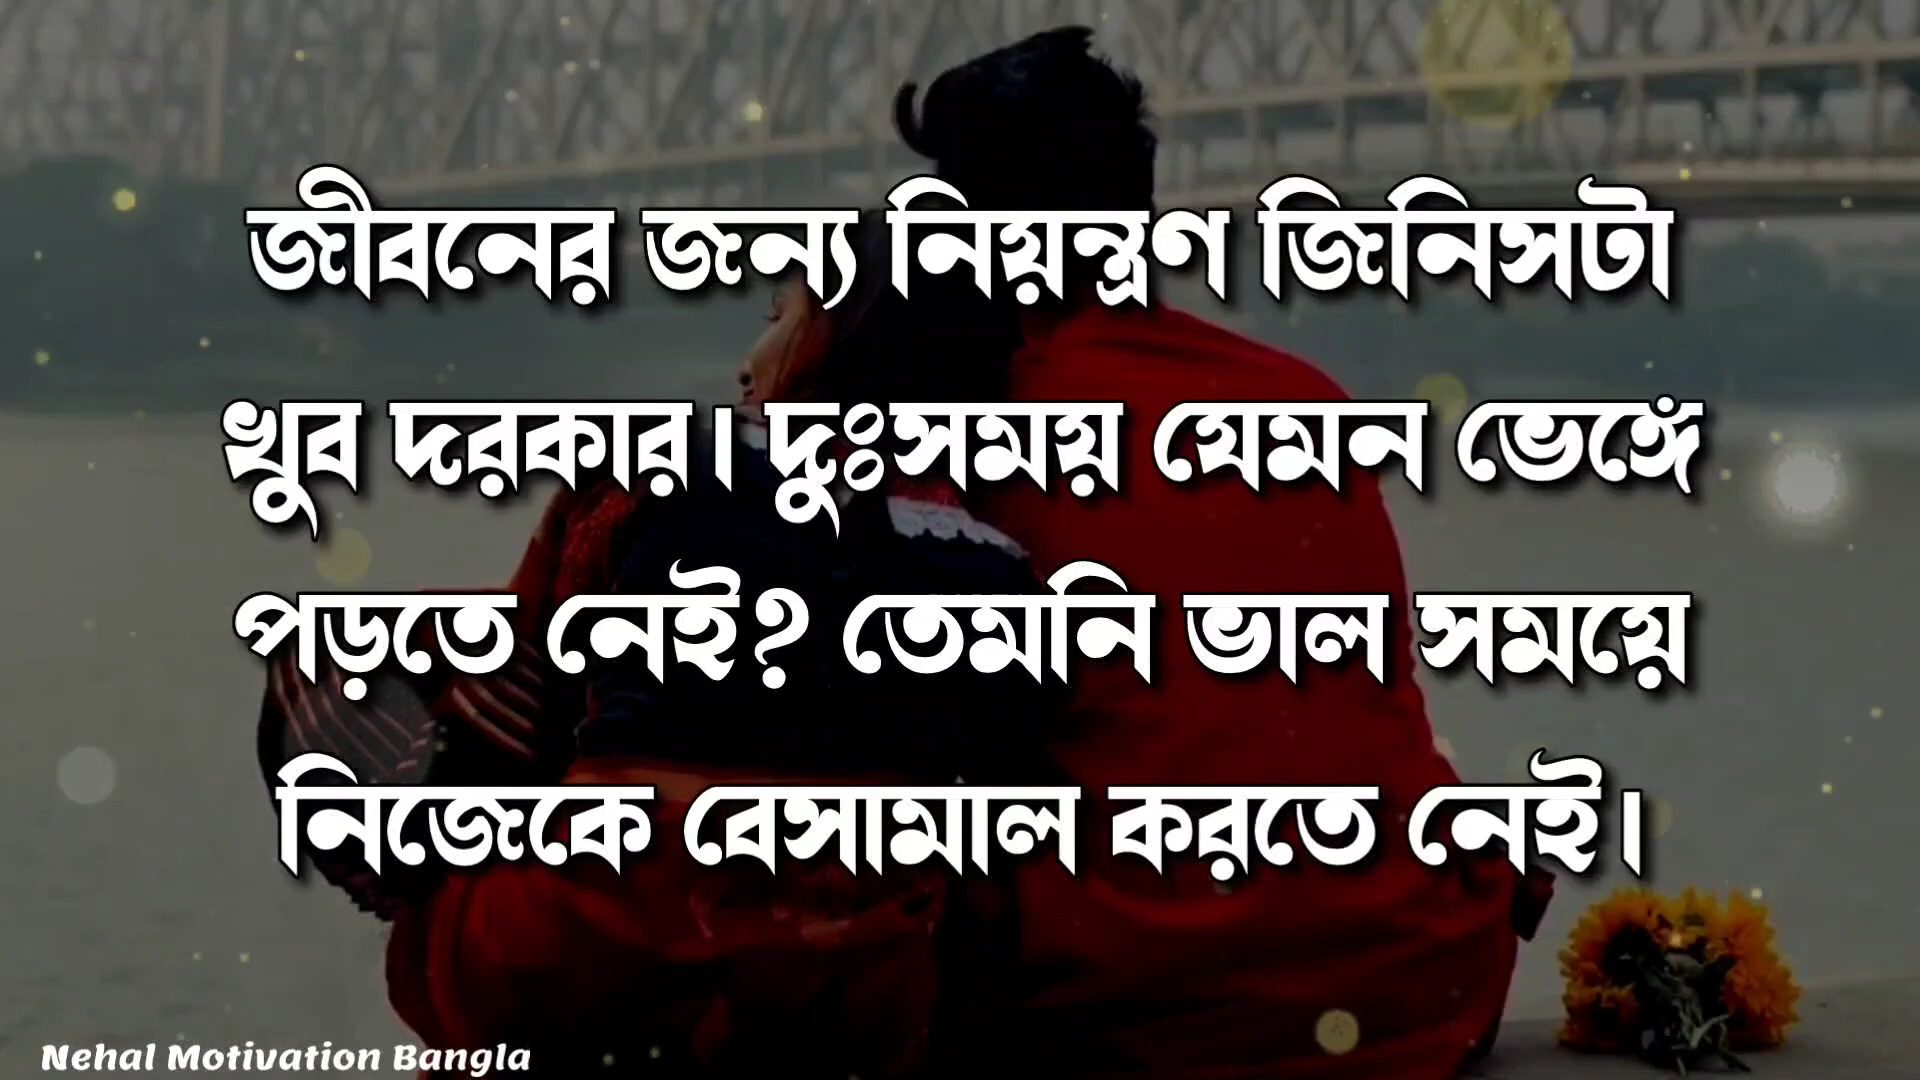 জীবনের জন্য নিয়ন্ত্রণ জিনিসটা
খুব দরকার। দুঃসময় যেমন ভেঙ্গে
পড়তে নেই? তেমনি ভাল সময়ে
নিজেকে বেসামাল করতে নেই।
Nehal Motivation Bangla